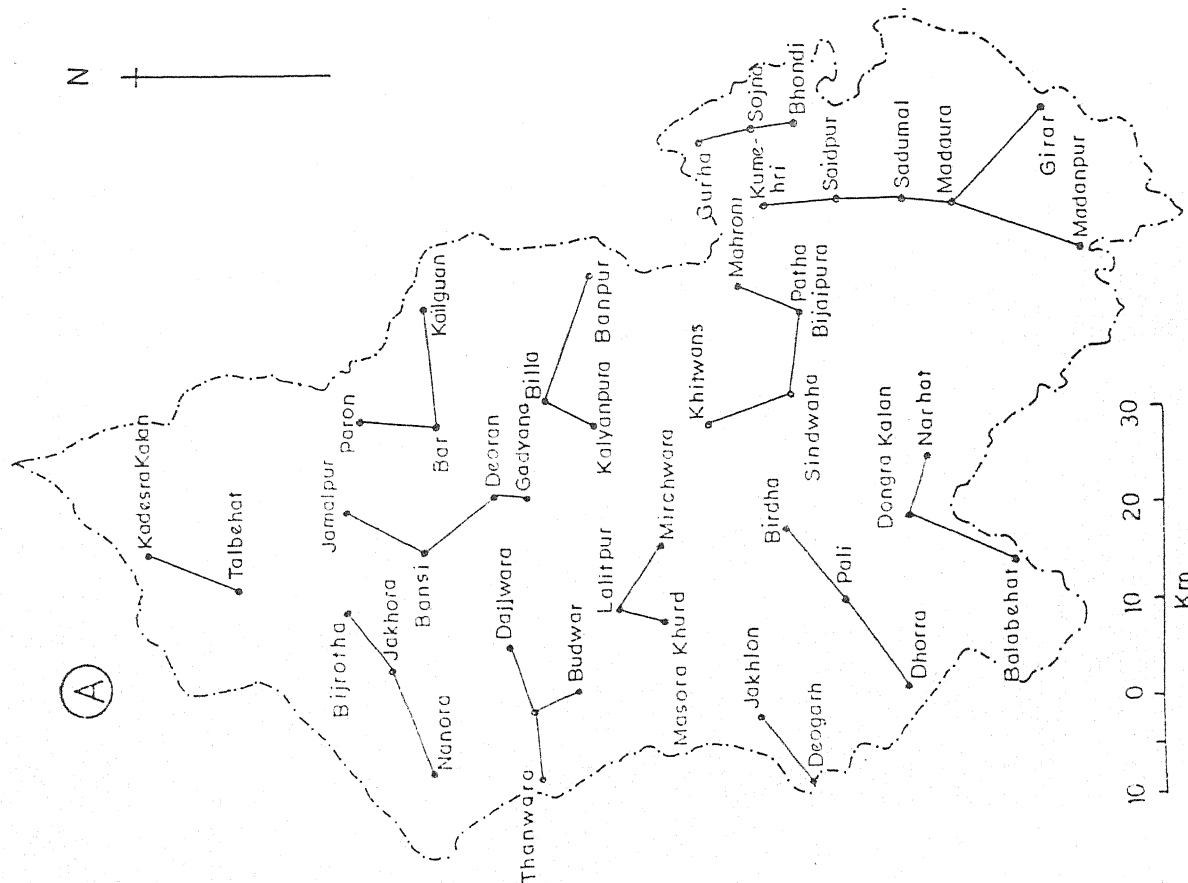 N
A
Kadesra Kalan
Talbehat
Jamalpur
Paron
Bijrotha
Jakhora
Bansi
Bar
Kailguan
Nanora
Deoran
Gadyana
Dailwara
Billa
Banpur
Thanwara
Budwar
Kalyanpura
Lalitpur
Mirchwara
Masora Khurd
Khitwans
Gurha
Sojna
Bhondi
Mahroni
Kume-
hri
Saidpur
Sadumal
Madaura
Girar
Madanpur
Patha
Bijaipura
Sindwaha
Birdha
Pali
Dhorra
Jakhlon
Deogarh
Dongra Kalan
Narhat
Balabehat
10 0 10 20 30
Km